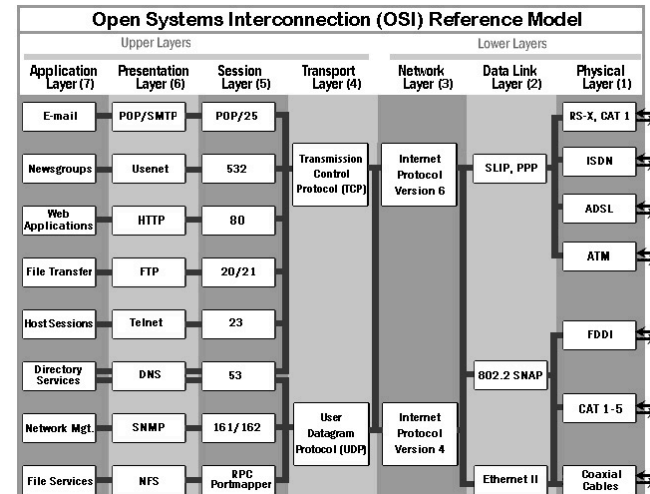 Open Systems Interconnection (OSI) Reference Model
Upper Layers
Lower Layers
Application
Layer (7)
Presentation
Layer (6)
Session
Layer (5)
Transport
Layer (4)
Network
Layer (3)
Data Link
Layer (2)
Physical
Layer (1)
E-mail
POP/SMTP
POP/25
Newsgroups
Usenet
532
Web
Applications
HTTP
80
File Transfer
FTP
20/21
Host Sessions
Telnet
23
Directory
Services
DNS
53
Network Mgt.
SNMP
161/162
File Services
NFS
RPC
Portmapper
Transmission
Control
Protocol (TCP)
User
Datagram
Protocol (UDP)
Internet
Protocol
Version 6
Internet
Protocol
Version 4
SLIP, PPP
802.2 SNAP
Ethernet II
RS-X, CAT 1
ISDN
ADSL
ATM
FDDI
CAT 1-5
Coaxial
Cables